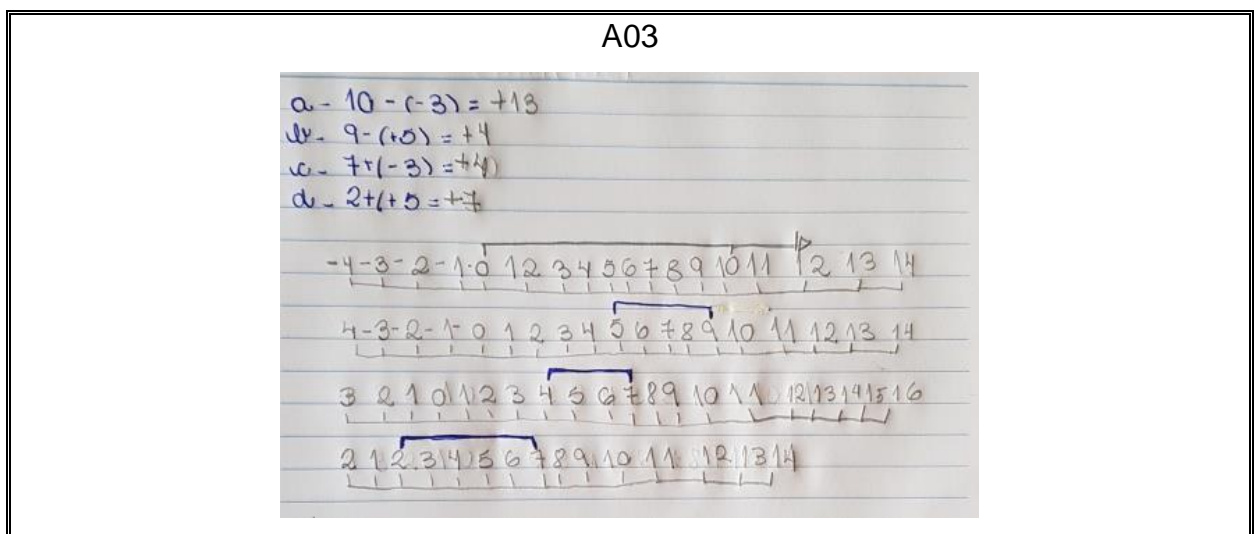 A03
a - 10 - (-3) = +13
b - 9 - (+5) = +4
c - 7+(-3) = +4
d - 2+(+5 = +7
-4 -3 - 2 - 1 - 0 1 2 3 4 5 6 7 8 9 10 11 12 13 14
4 -3 -2 - 1 - 0 1 2 3 4 5 6 7 8 9 10 11 12 13 14
3 2 1 0 1 2 3 4 5 6 7 8 9 10 11 12 13 14 15 16
2 1 2 3 4 5 6 7 8 9 10 11 12 13 14